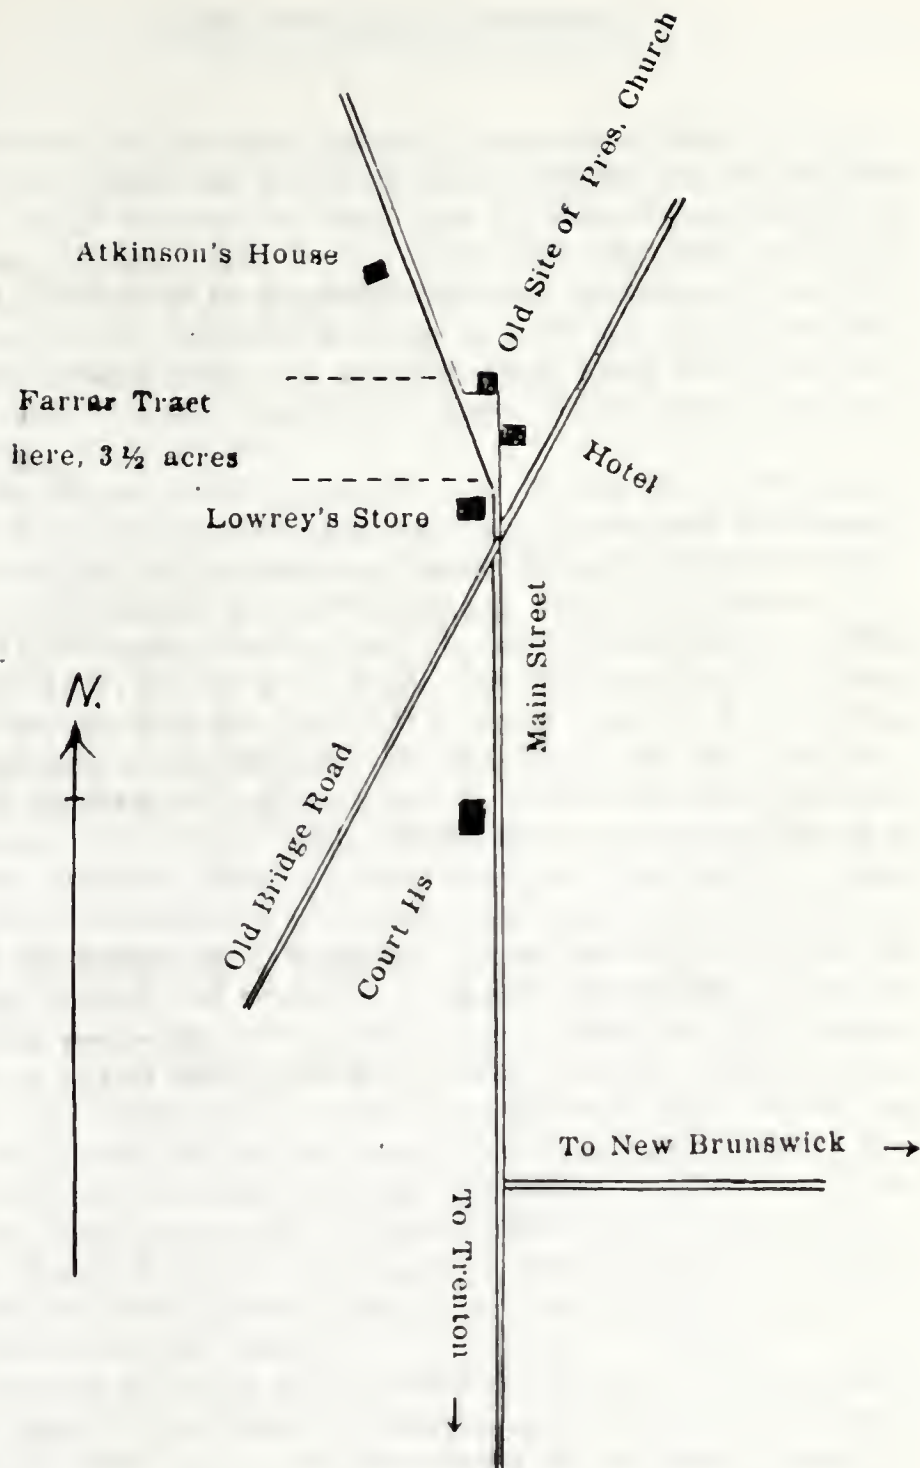 Old Site of Pres. Church
Atkinson's House
Farrar Tract
here, 3 ½ acres
Hotel
Lowrey's Store
Main Street
N.
Old Bridge Road
Court Hs
To New Brunswick
To Trenton